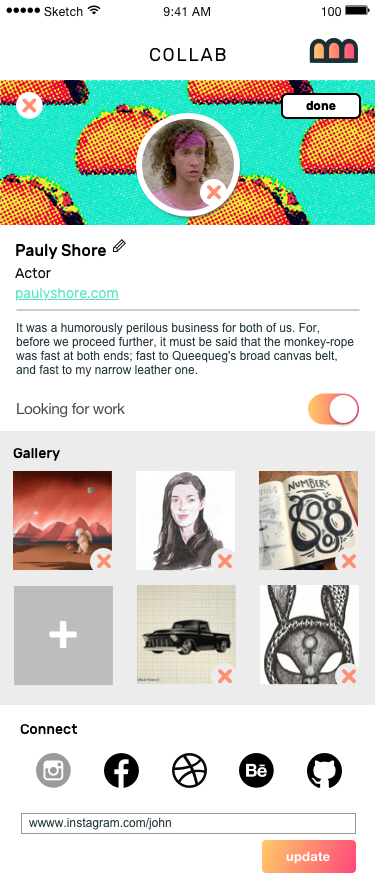 Sketch 9:41 AM 100
COLLAB
done
Pauly Shore
Actor
paulyshore.com
It was a humorously perilous business for both of us. For,
before we proceed further, it must be said that the monkey-rope
was fast at both ends; fast to Queequeg's broad canvas belt,
and fast to my narrow leather one.
Looking for work
Gallery
NUMBERS
Connect
Bē
wwww.instagram.com/john
update